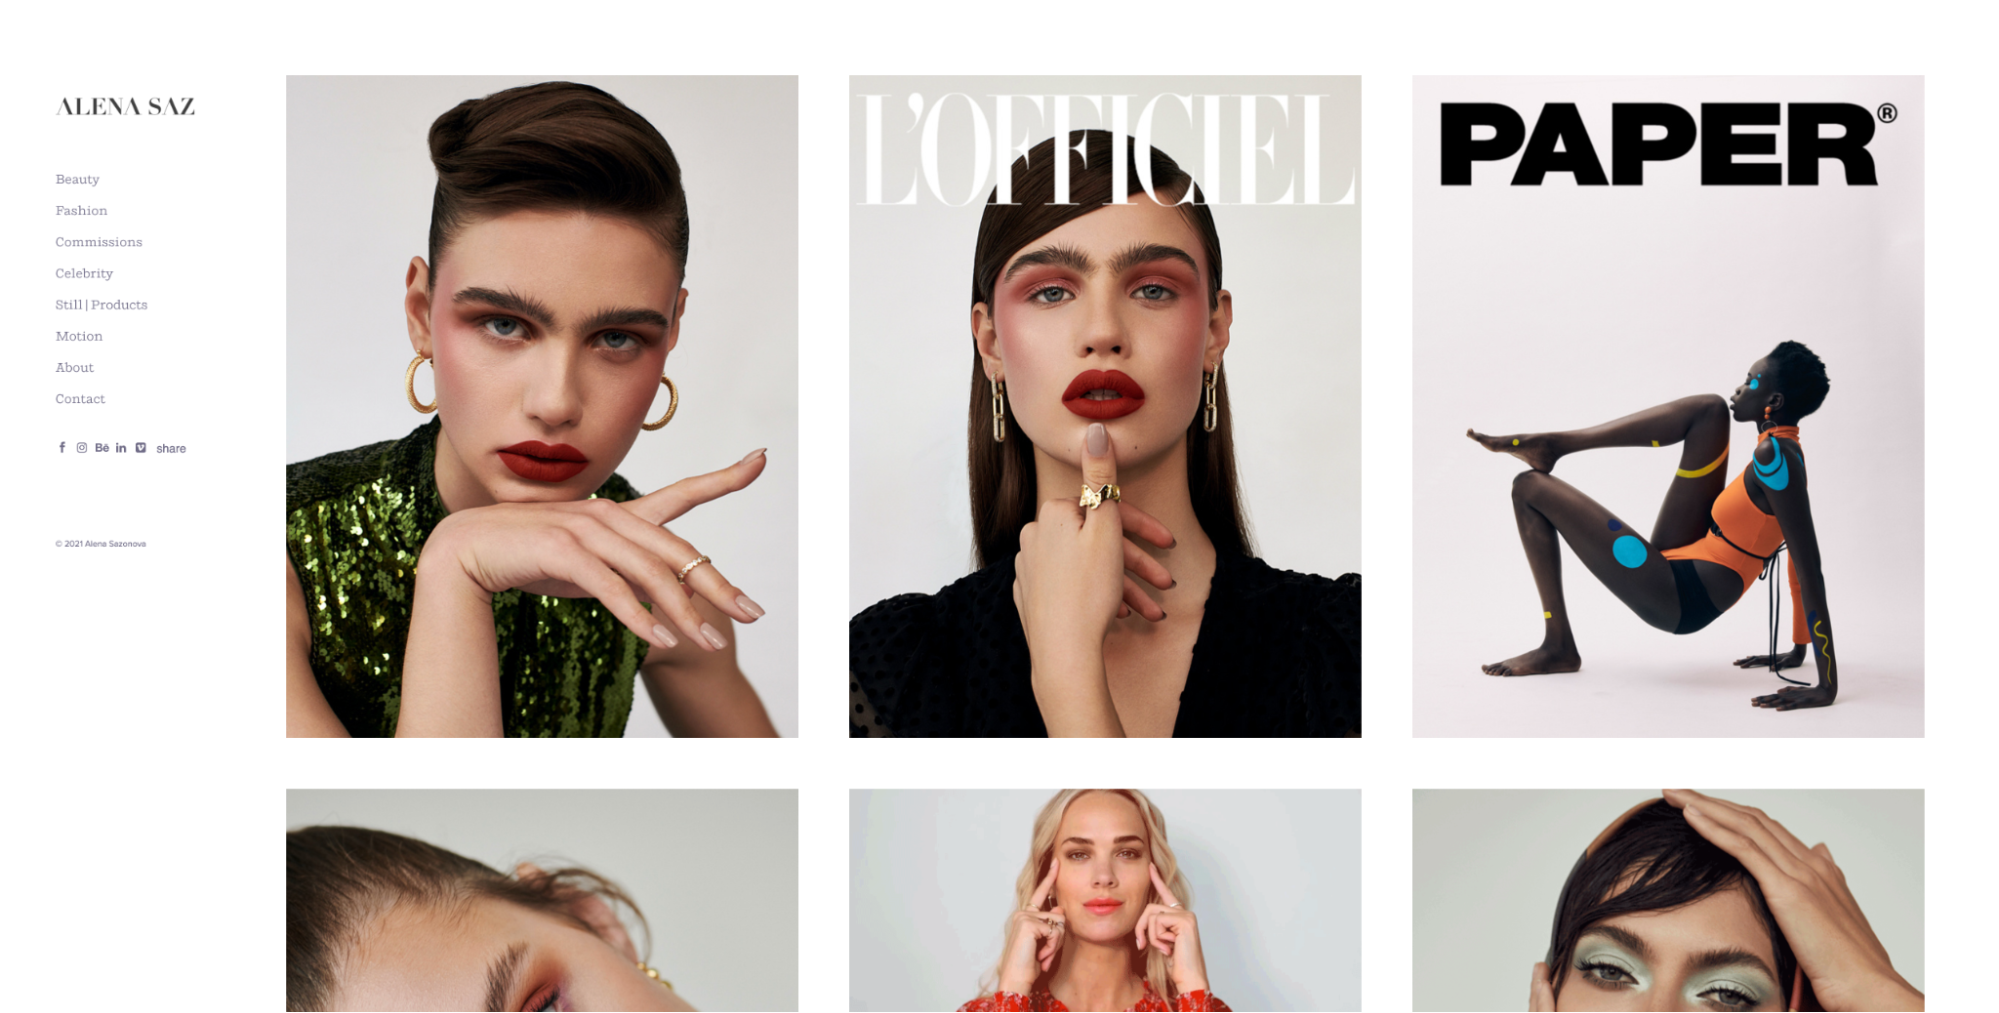 ALENA SAZ
Beauty
Fashion
Commissions
Celebrity
Still | Products
Motion
About
Contact
Bē in share
© 2021 Alena Sazonova
L'OFFICIEL
PAPER®